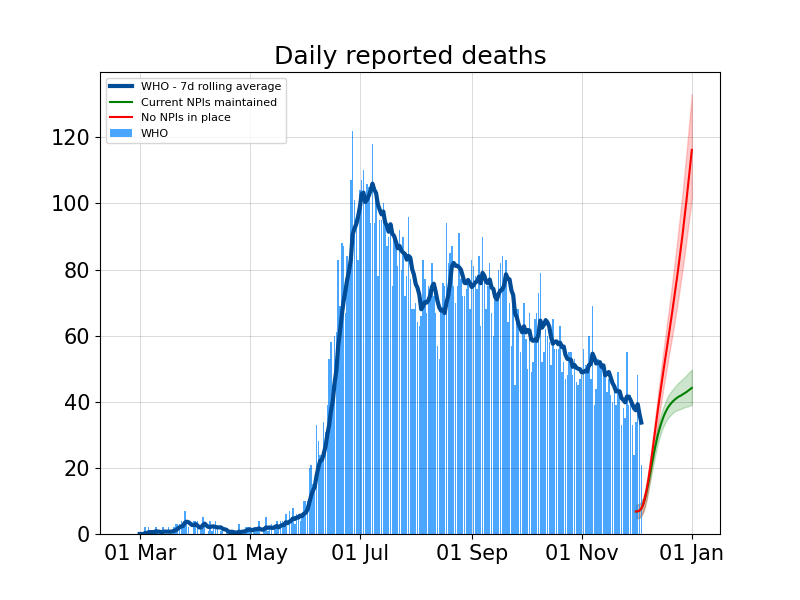 Daily reported deaths
WHO - 7d rolling average
Current NPIs maintained
No NPIs in place
WHO
120
100
80
60
40
20
0
01 Mar
01 May
01 Jul
01 Sep
01 Nov
01 Jan